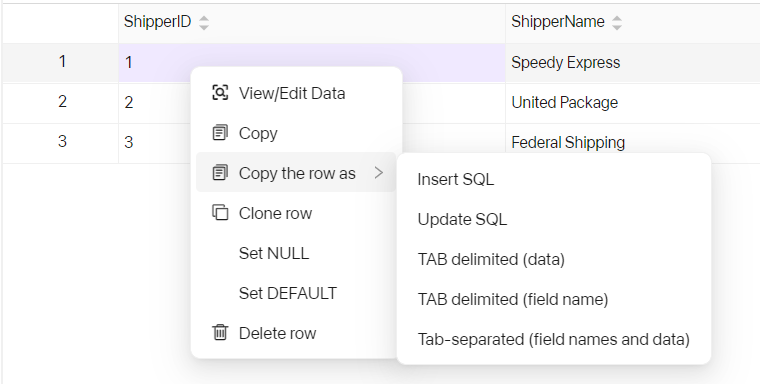 ShipperID ShipperName
1 1 Speedy Express
View/Edit Data
2 2 United Package
Copy
3 3 Federal Shipping
Copy the row as
Clone row
Set NULL
Set DEFAULT
Delete row
Insert SQL
Update SQL
TAB delimited (data)
TAB delimited (field name)
Tab-separated (field names and data)